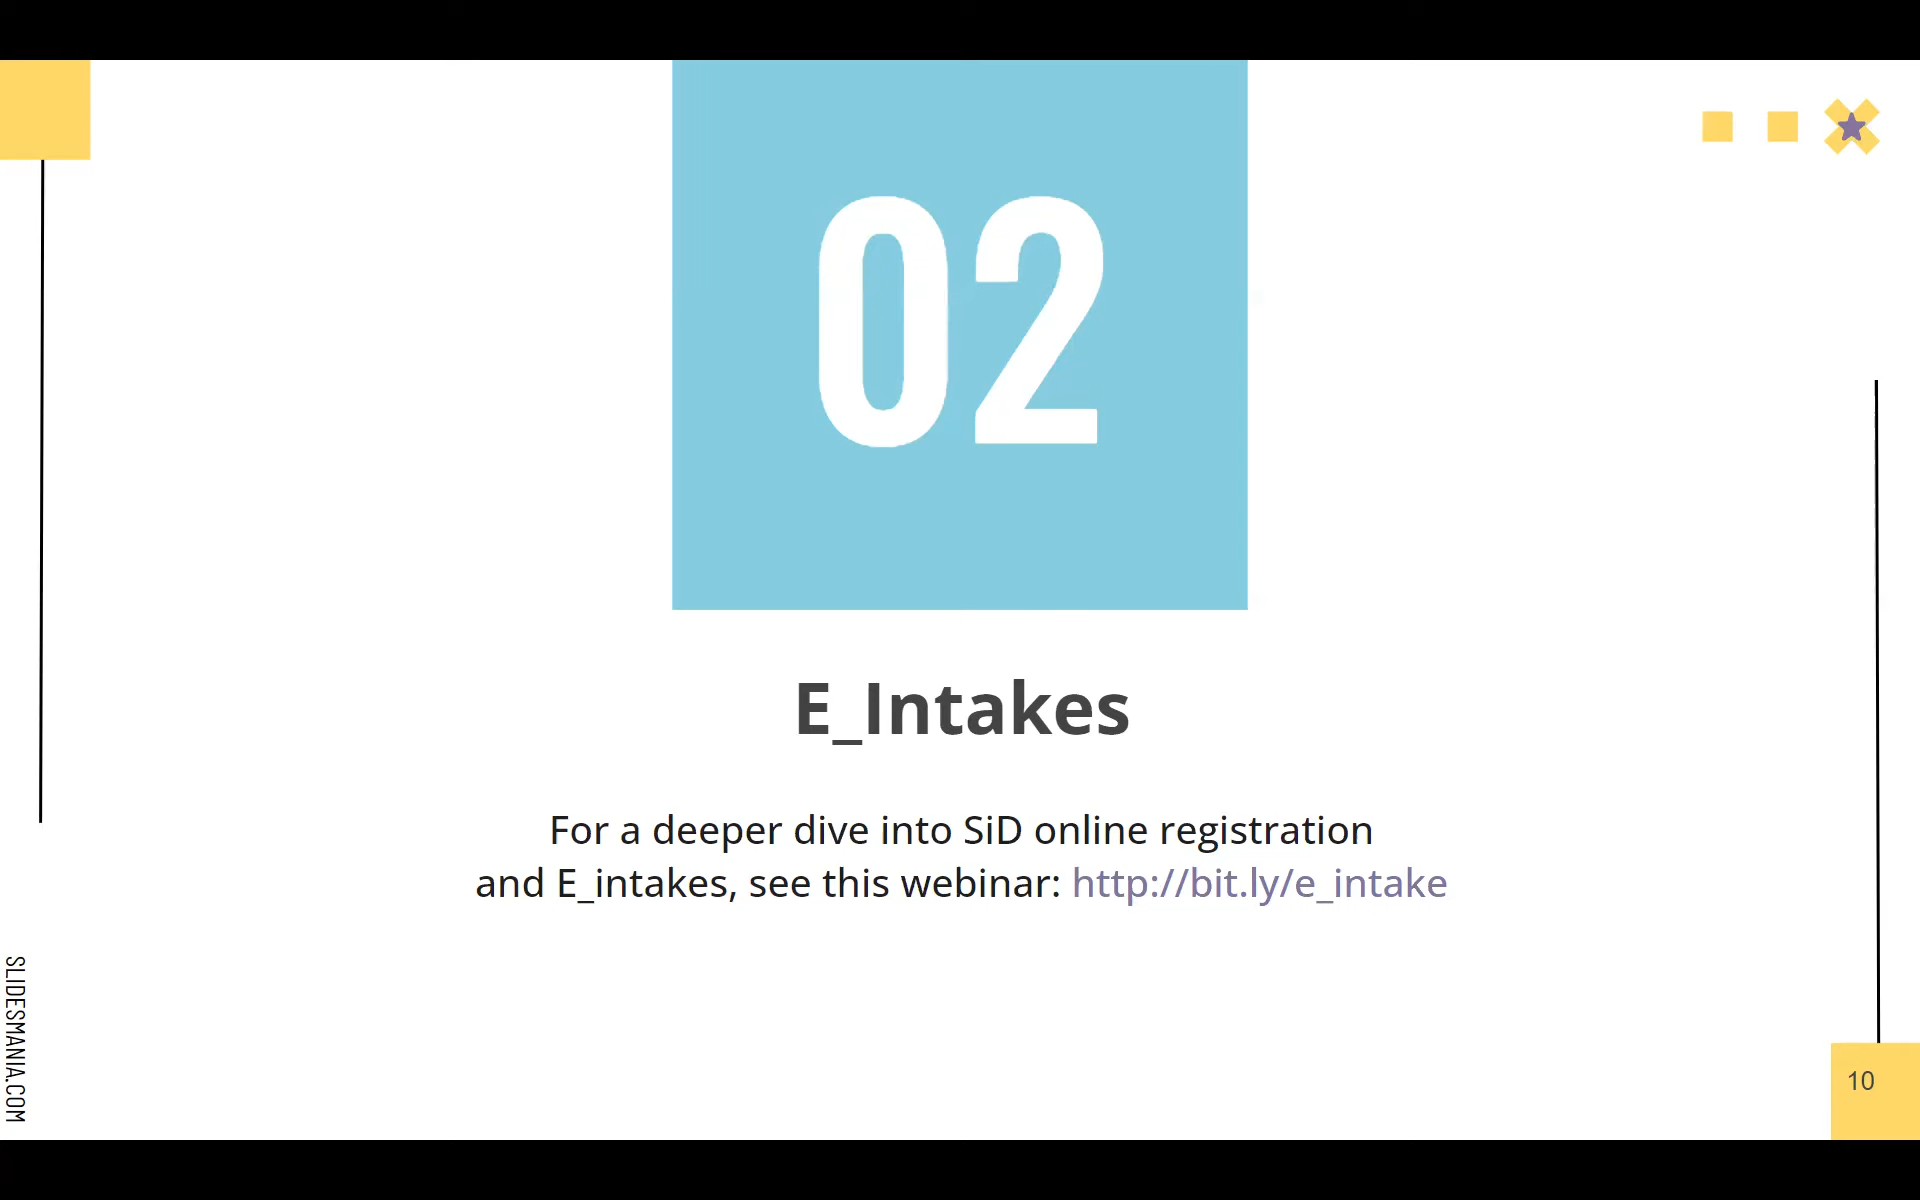 02
E_Intakes
For a deeper dive into SiD online registration
and E_intakes, see this webinar: http://bit.ly/e_intake
SLIDESMANIA.COM
10